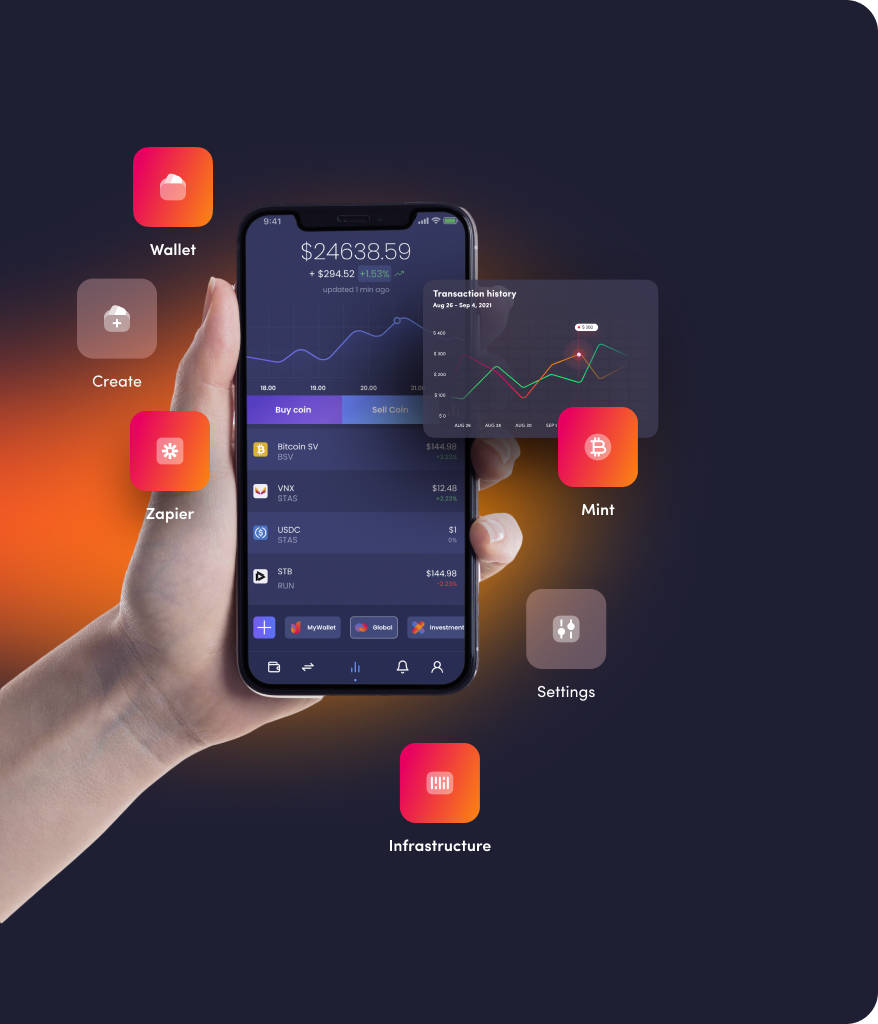 Wallet
Create
Zapier
9:41
$24638.59
+ $294.52 +1.53%
updated 1 min ago
18.00 19.00 20.00 21.0
Buy coin Sell Coin
Bitcoin SV $144.98
BSV +2.23%
VNX $12.48
STAS +2.23%
USDC $1
STAS 0%
STB $144.98
RUN -2.23%
MyWallet Global Investment
Transaction history
Aug 26 - Sep 4, 2021
$ 300
$ 400
$ 300
$ 200
$ 100
$ 0
AUG 26 AUG 28 AUG 30 SEP 1
Mint
Settings
Infrastructure